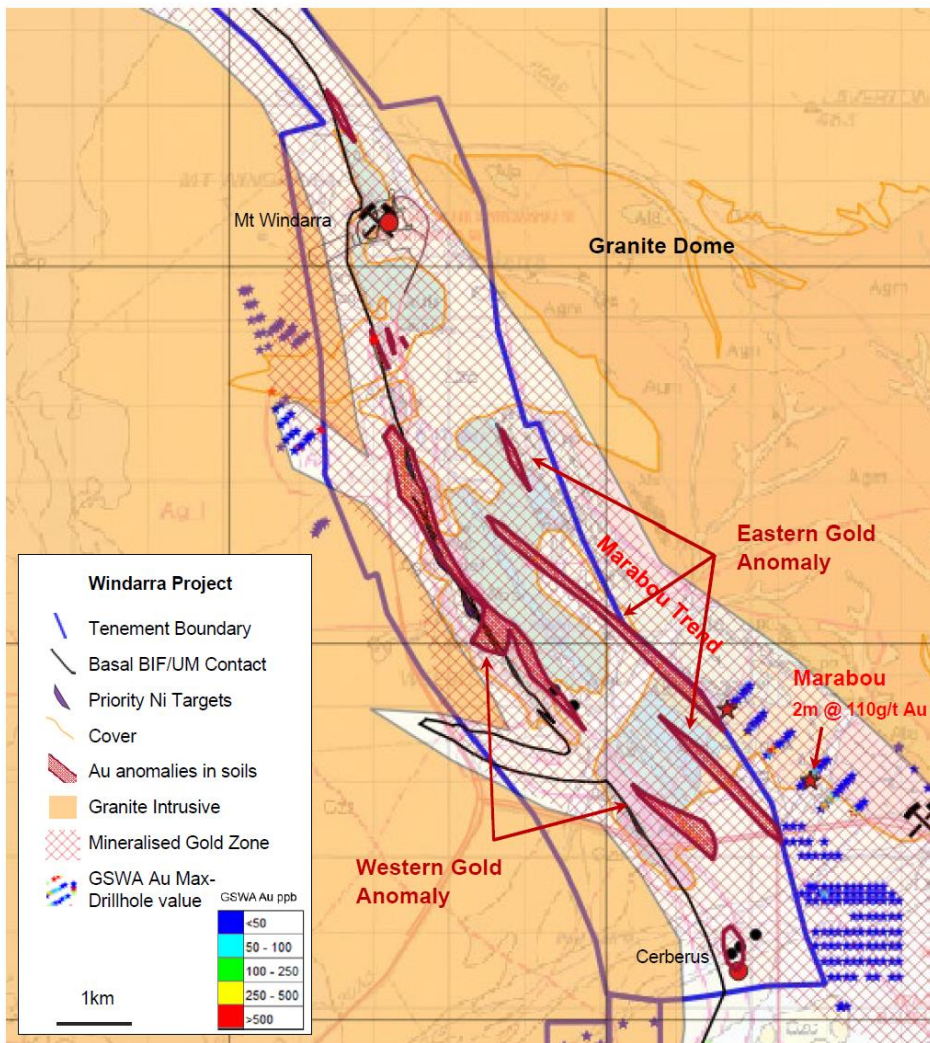 Mt Windarra
Granite Dome
Eastern Gold
Anomaly
Marabou Trend
Marabou
2m @ 110g/t Au
Western Gold
Anomaly
Cerberus
Windarra Project
Tenement Boundary
Basal BIF/UM Contact
Priority Ni Targets
Cover
Au anomalies in soils
Granite Intrusive
Mineralised Gold Zone
GSWA Au Max-
Drillhole value
GSWA Au ppb
<50
50 - 100
100 - 250
250 - 500
>500
1km